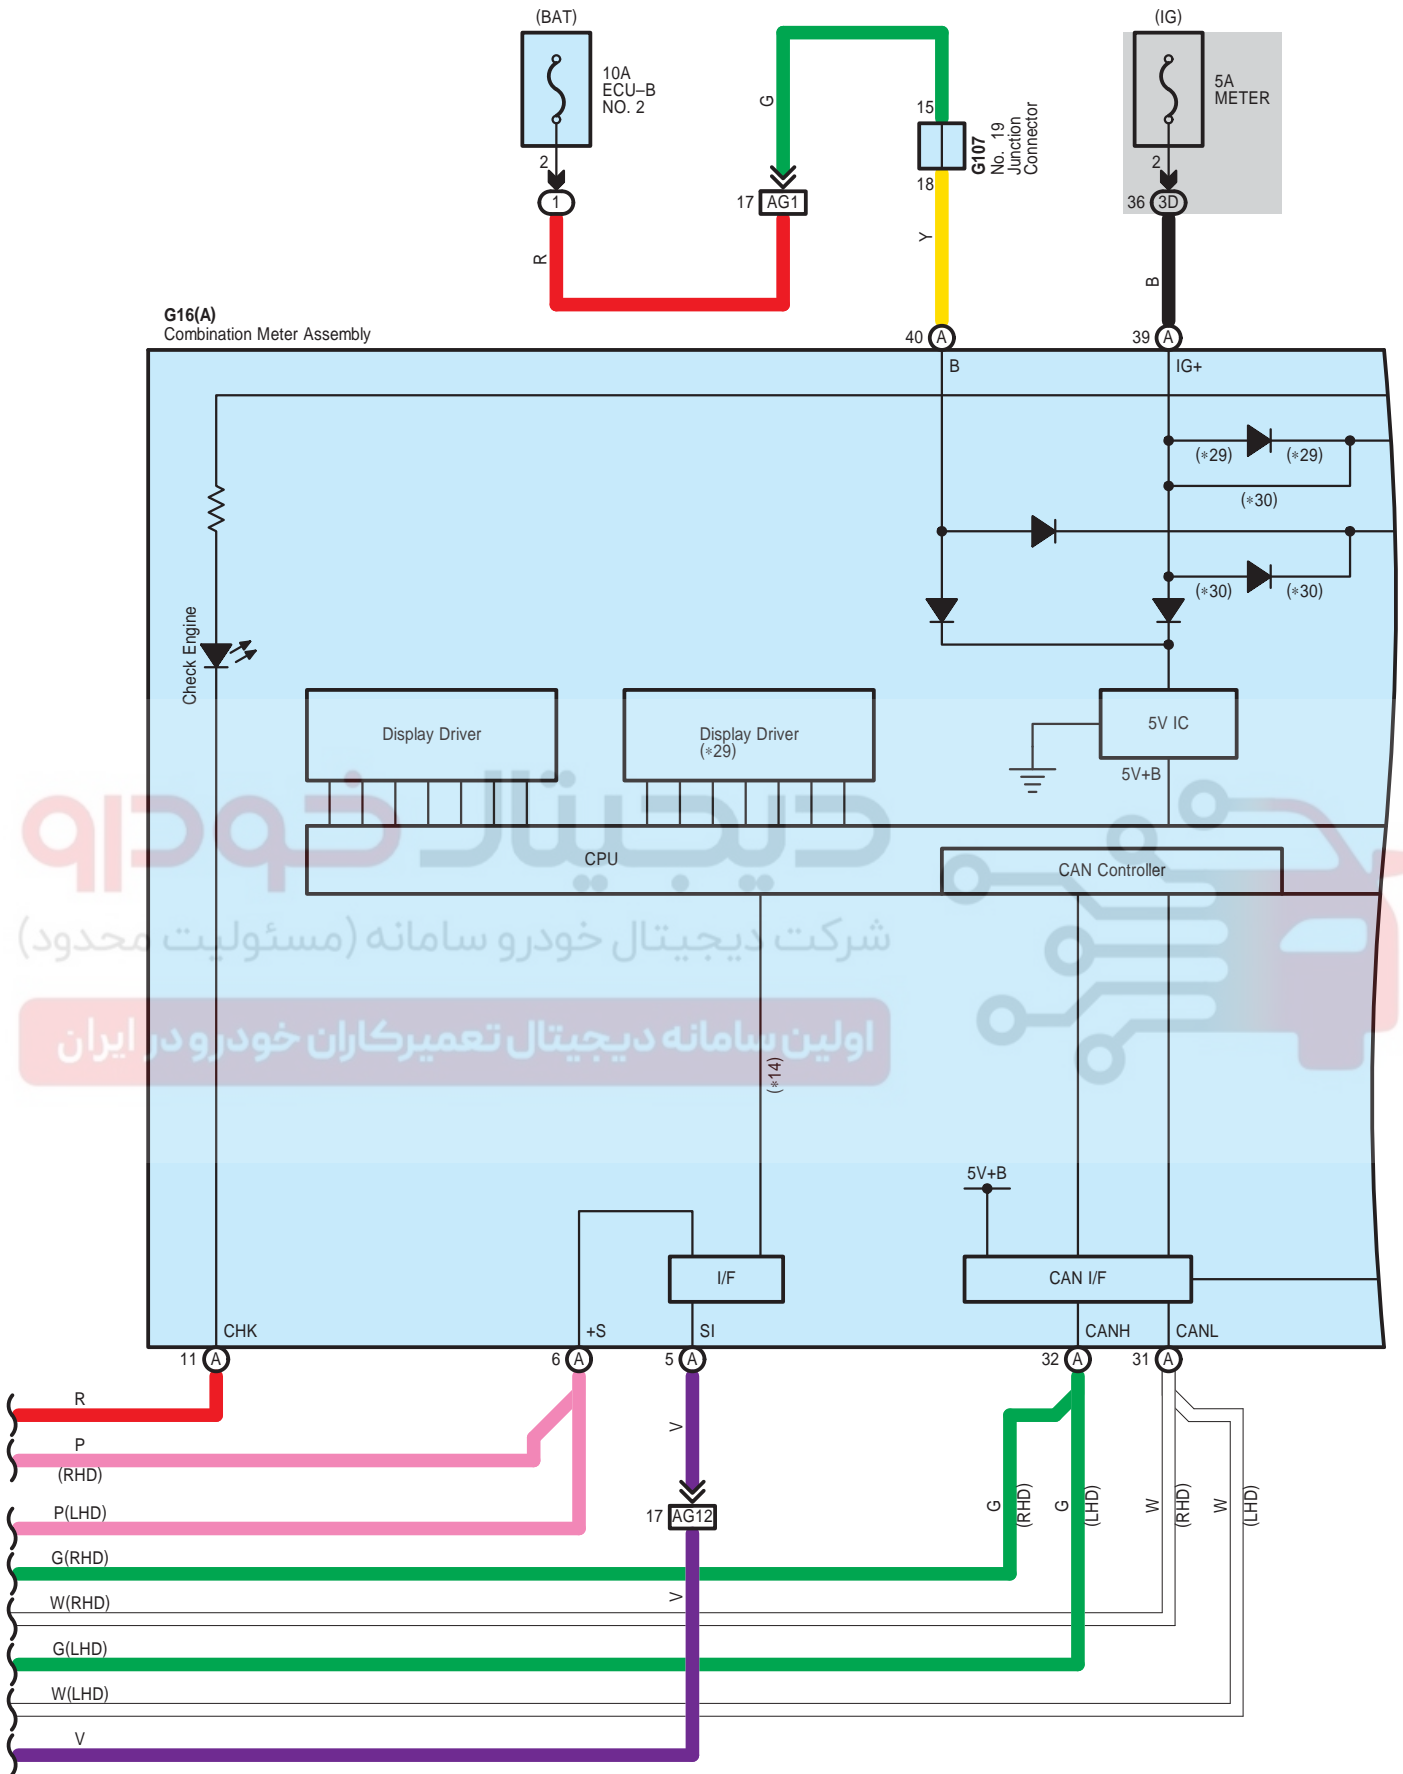 (BAT)
(IG)
10A
ECU–B
NO. 2
5A
METER
G
15
G107
No. 19
Junction
Connector
2
1
17 AG1
18
2
36 3D
R
Y
B
G16(A)
Combination Meter Assembly
40 A
39 A
B
IG+
(*29)
(*29)
(*30)
(*30)
(*30)
Check Engine
Display Driver
Display Driver
(*29)
5V IC
5V+B
دیجیتال خودرو
CPU
CAN Controller
شرکت دیجیتال خودرو سامانه (مسئولیت محدود)
اولین سامانه دیجیتال تعمیرکاران خودرو در ایران
(*14)
5V+B
I/F
CAN I/F
CHK
+S
SI
CANH
CANL
11 A
6 A
5 A
32 A
31 A
R
P
(RHD)
V
P(LHD)
17 AG12
G
(RHD)
G
(LHD)
W
(RHD)
W
(LHD)
G(RHD)
W(RHD)
V
G(LHD)
W(LHD)
V